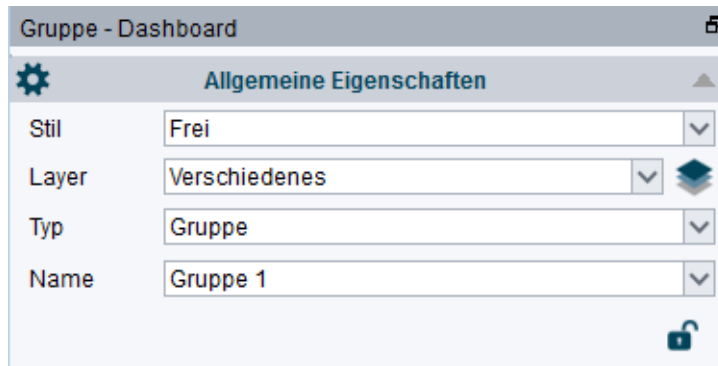 Gruppe - Dashboard
Allgemeine Eigenschaften
Stil Frei
Layer Verschiedenes
Typ Gruppe
Name Gruppe 1